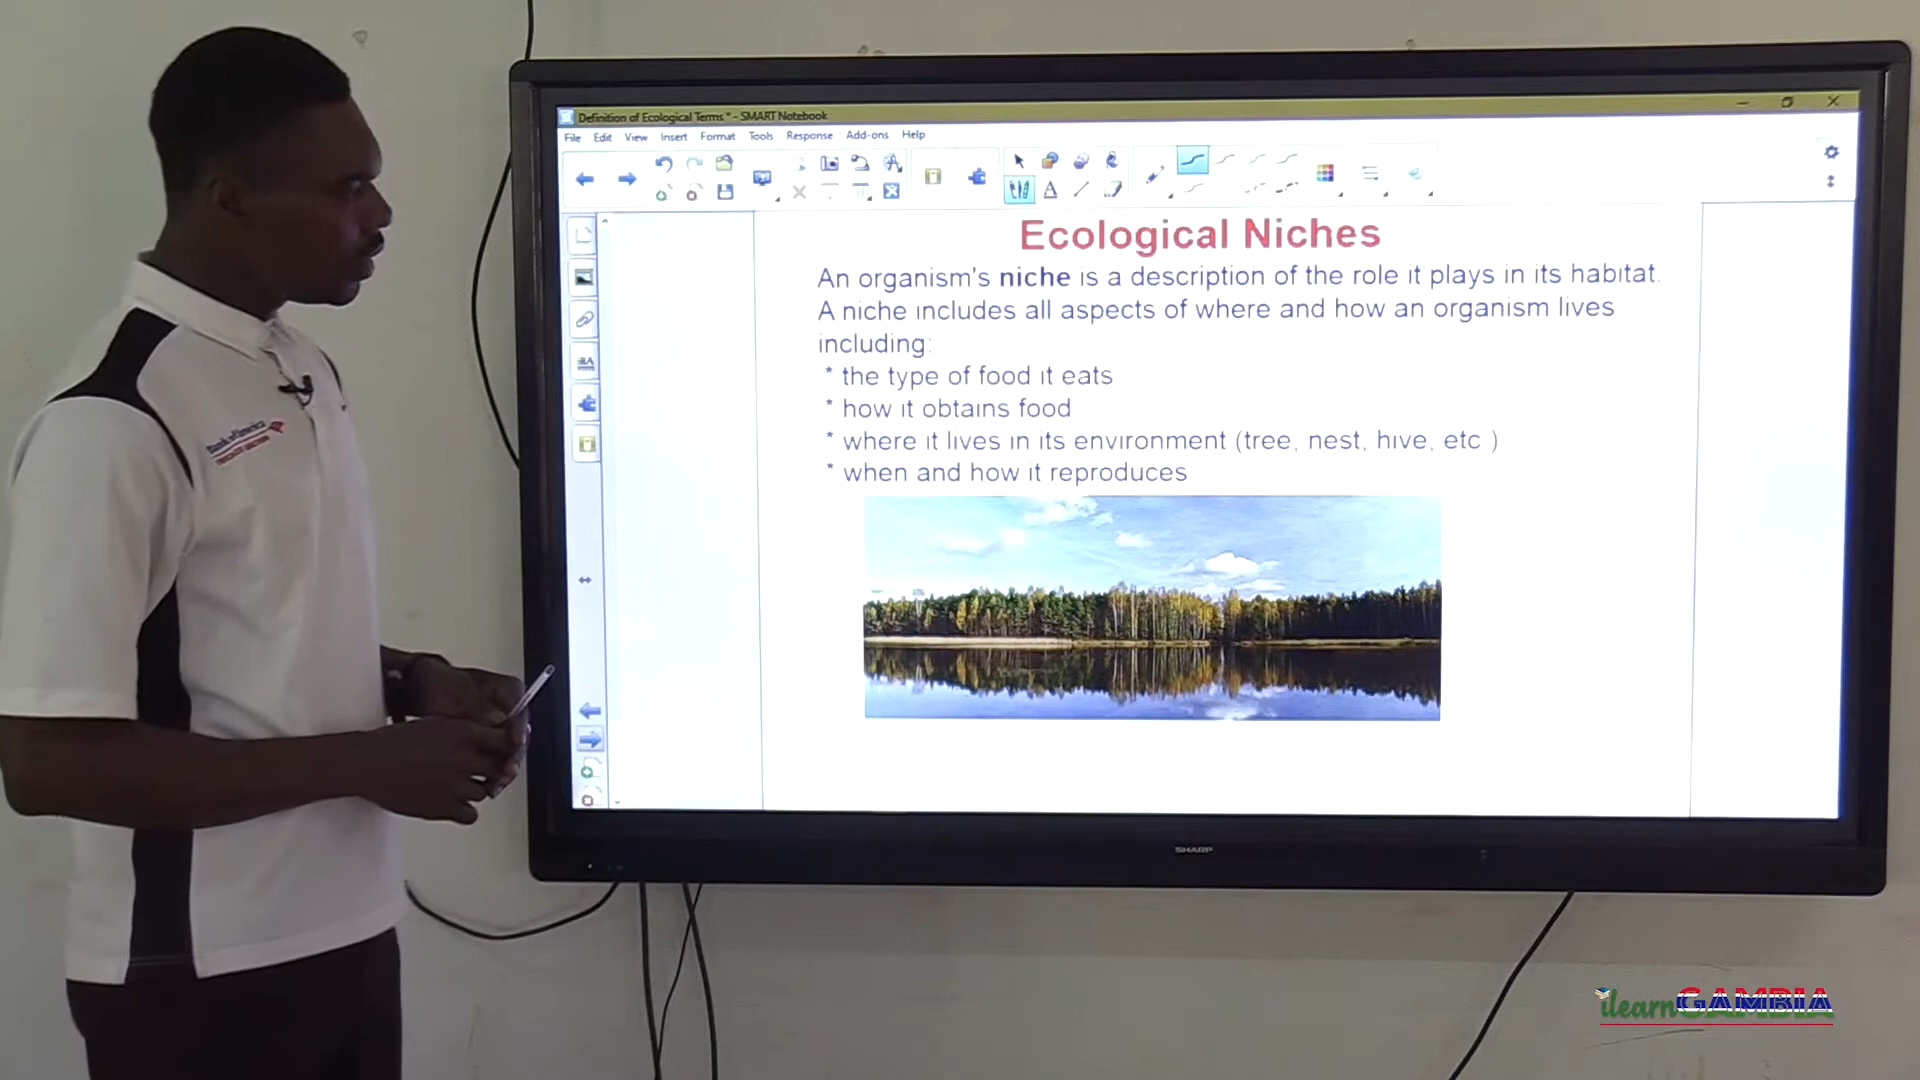 Definition of Ecological Terms * - SMART Notebook
File Edit View Insert Format Tools Response Add-ons Help
Ecological Niches
An organism's niche is a description of the role it plays in its habitat.
A niche includes all aspects of where and how an organism lives
including:
* the type of food it eats
* how it obtains food
* where it lives in its environment (tree, nest, hive, etc )
* when and how it reproduces
Bank of America
SHARP
ilearnGAMBIA